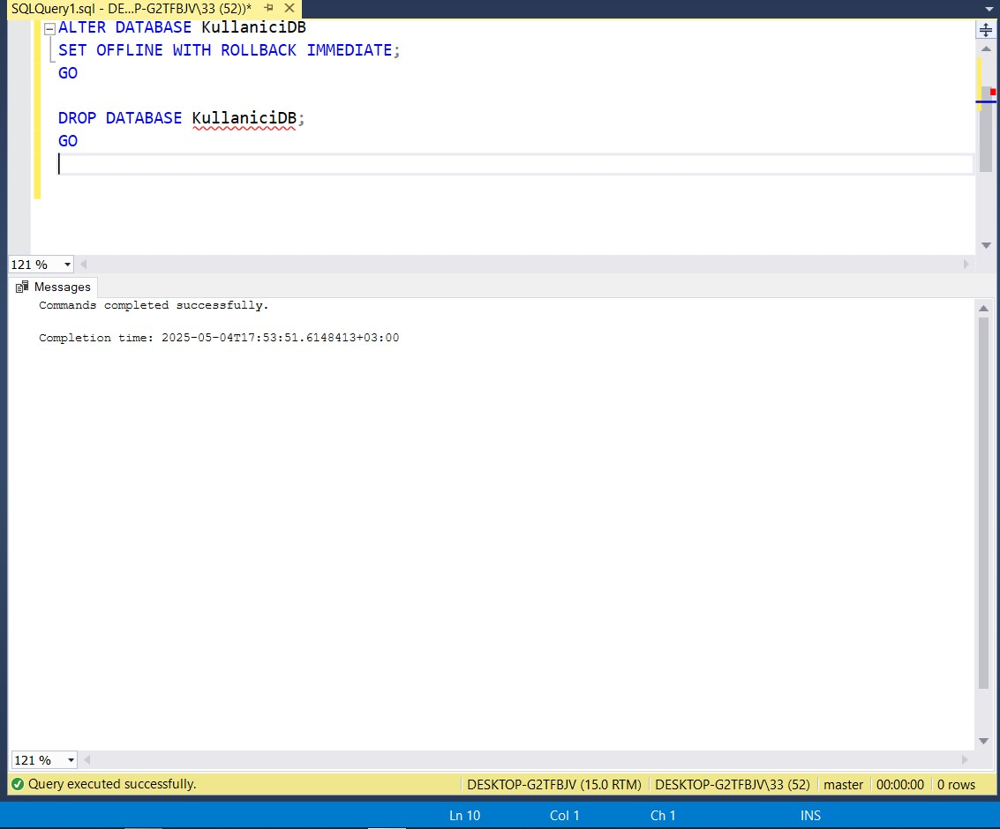 SQLQuery1.sql - DE...P-G2TFBJV\33 (52))*
ALTER DATABASE KullaniciDB
SET OFFLINE WITH ROLLBACK IMMEDIATE;
GO
DROP DATABASE KullaniciDB;
GO
121 %
Messages
Commands completed successfully.
Completion time: 2025-05-04T17:53:51.6148413+03:00
121 %
Query executed successfully. DESKTOP-G2TFBJV (15.0 RTM) DESKTOP-G2TFBJV\33 (52) master 00:00:00 0 rows
Ln 10 Col 1 Ch 1 INS